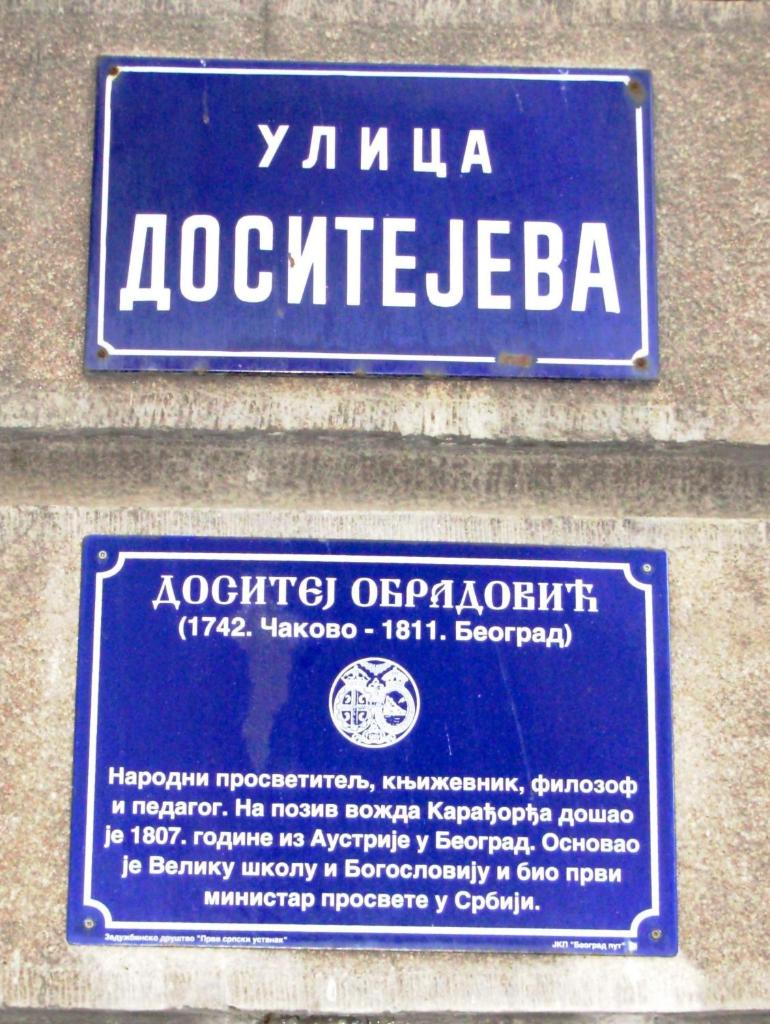 УЛИЦА
ДОСИТЕЈЕВА
ДОСИТЕЈ ОБРАДОВИЋ
(1742. Чаково - 1811. Београд)
Народни просветитељ, књижевник, филозоф
и педагог. На позив вожда Карађорђа дошао
је 1807. године из Аустрије у Београд. Основао
је Велику школу и Богословију и био први
министар просвете у Србији.
Задужбинско друштво "Први српски устанак"
ЈКП "Београд пут"